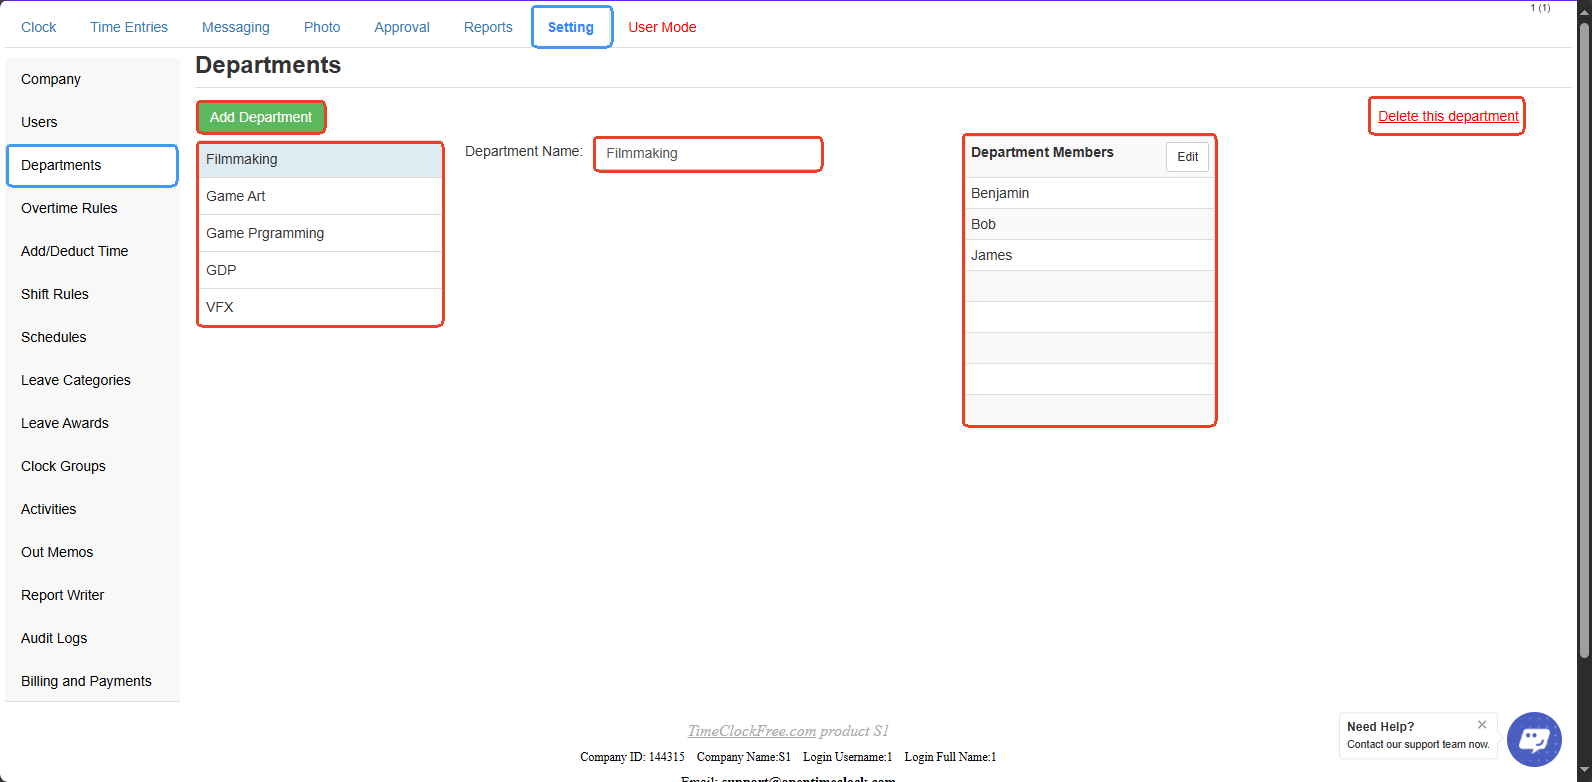 1 (1)
Clock Time Entries Messaging Photo Approval Reports Setting User Mode
Company
Users
Departments
Overtime Rules
Add/Deduct Time
Shift Rules
Schedules
Leave Categories
Leave Awards
Clock Groups
Activities
Out Memos
Report Writer
Audit Logs
Billing and Payments
Departments
Add Department
Delete this department
Filmmaking
Game Art
Game Prgramming
GDP
VFX
Department Name: Filmmaking
Department Members Edit
Benjamin
Bob
James
TimeClockFree.com product S1
Company ID: 144315 Company Name:S1 Login Username:1 Login Full Name:1
Email: support@opentimeclock.com
Need Help?
Contact our support team now.